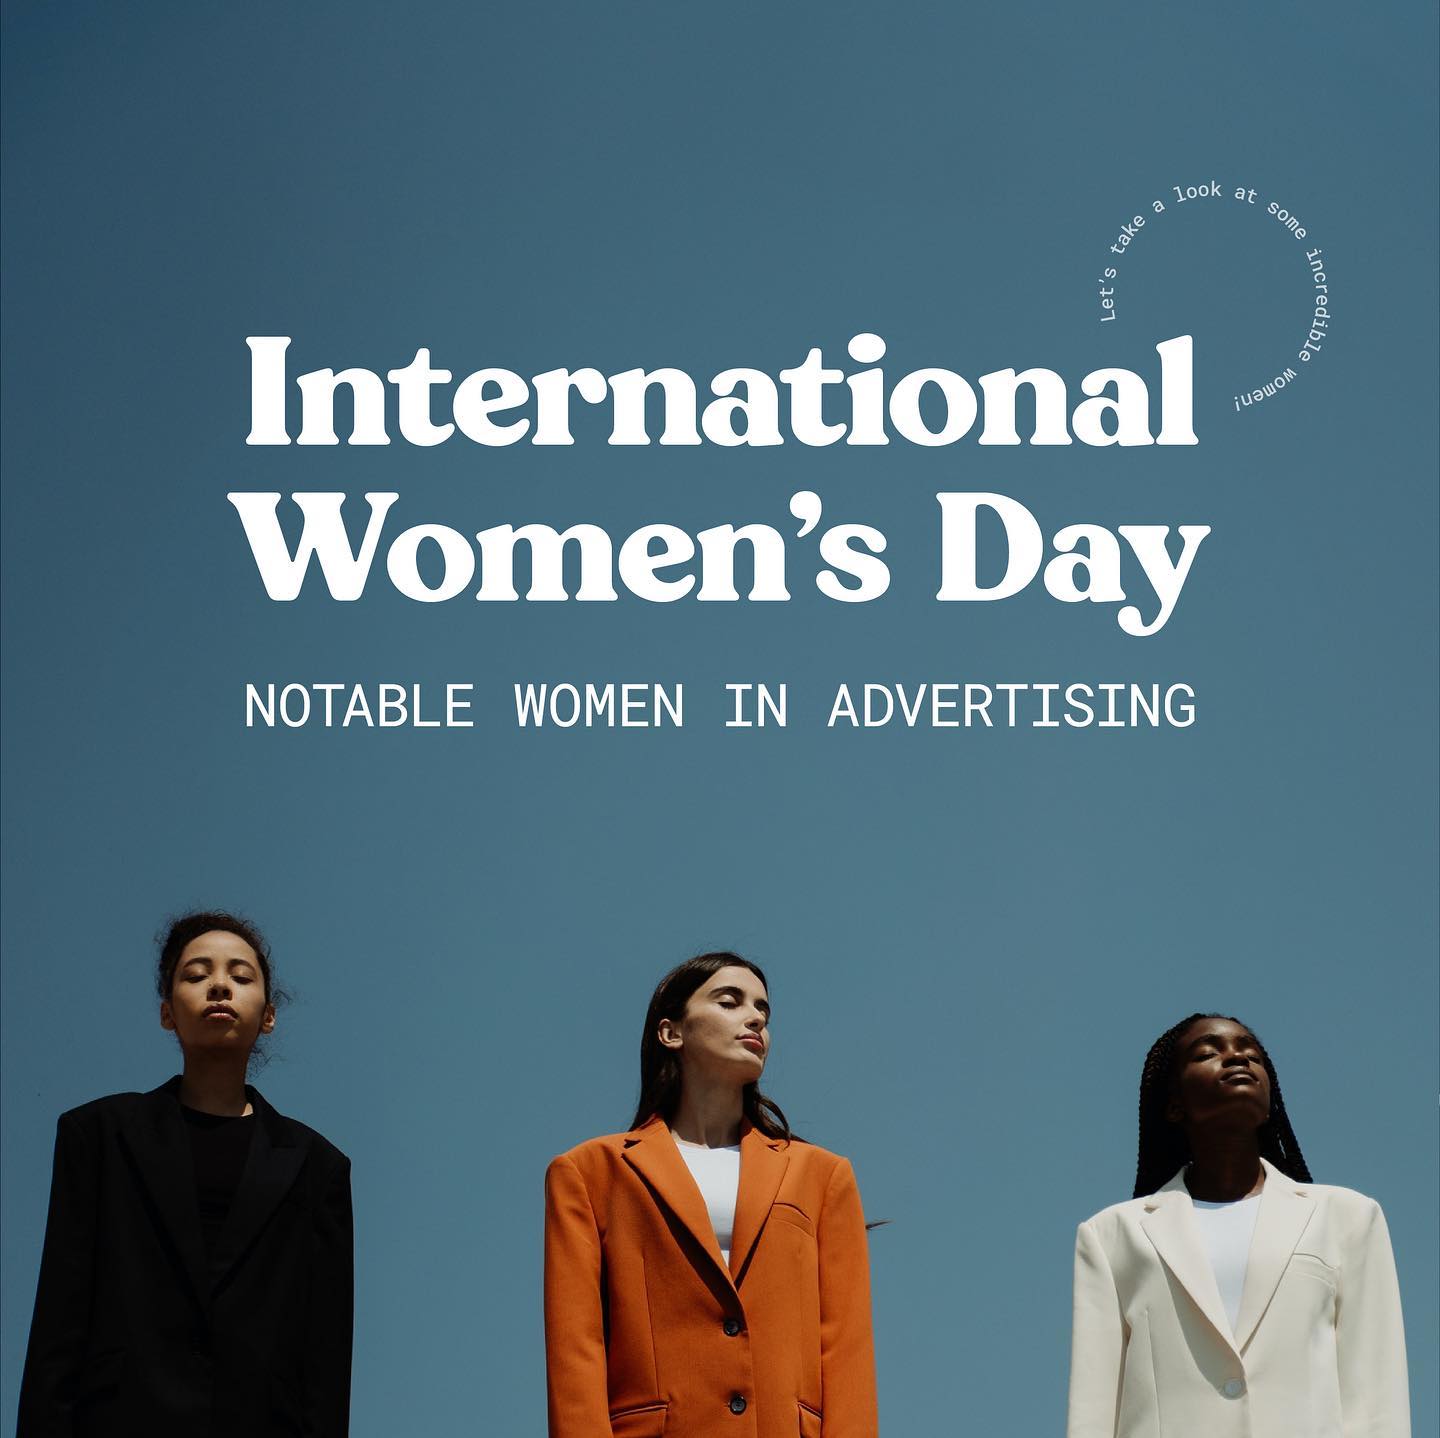 Let's take a look at some incredible women!
International
Women’s Day
NOTABLE WOMEN IN ADVERTISING